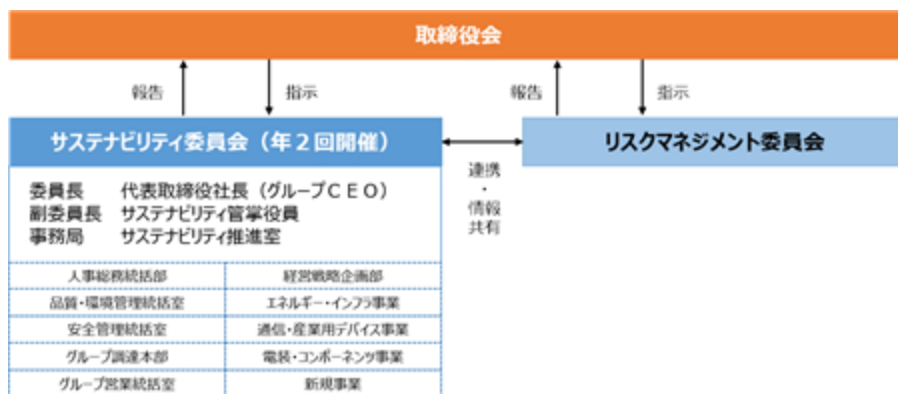 取締役会
報告
指示
報告
指示
サステナビリティ委員会（年２回開催）
リスクマネジメント委員会
連携
・
情報
共有
委員長 代表取締役社長（グループＣＥＯ）
副委員長 サステナビリティ管掌役員
事務局 サステナビリティ推進室
人事総務統括部 経営戦略企画部
品質・環境管理統括室 エネルギー・インフラ事業
安全管理統括室 通信・産業用デバイス事業
グループ調達本部 電装・コンポーネンツ事業
グループ営業統括室 新規事業